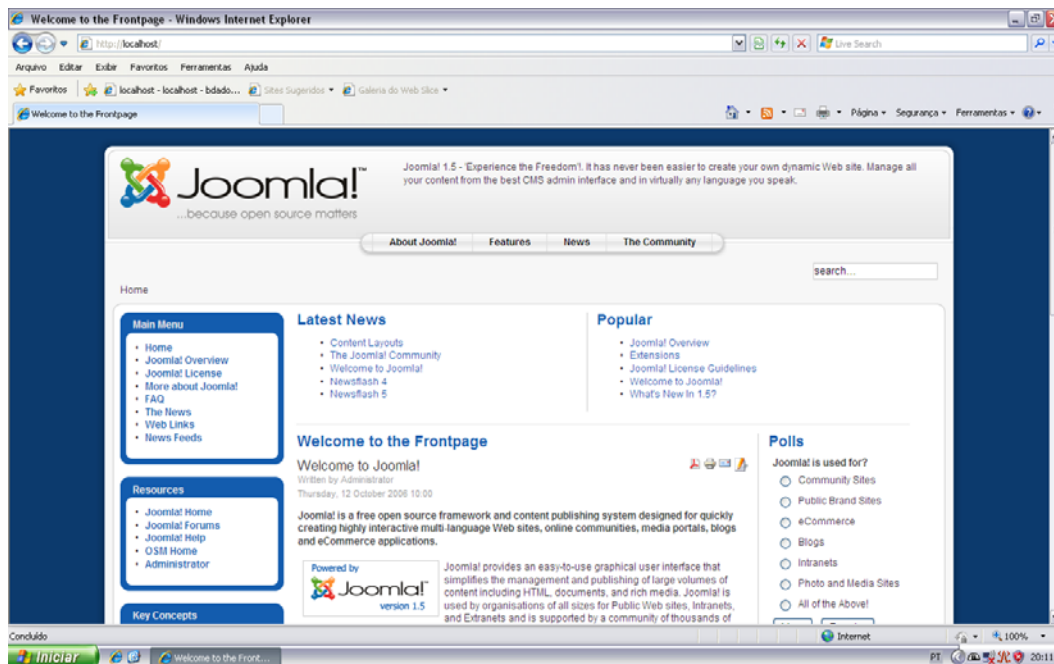 Welcome to the Frontpage - Windows Internet Explorer
http://localhost/
Live Search
Arquivo Editar Exibir Favoritos Ferramentas Ajuda
Favoritos localhost - localhost - bdado... Sites Sugeridos Galeria do Web Slice
Welcome to the Frontpage Página Segurança Ferramentas
Joomla!™
...because open source matters
Joomla! 1.5 - 'Experience the Freedom'!. It has never been easier to create your own dynamic Web site. Manage all
your content from the best CMS admin interface and in virtually any language you speak.
About Joomla! Features News The Community
search...
Home
Main Menu
Home
Joomla! Overview
Joomla! License
More about Joomla!
FAQ
The News
Web Links
News Feeds
Resources
Joomla! Home
Joomla! Forums
Joomla! Help
OSM Home
Administrator
Key Concepts
Latest News
Content Layouts
The Joomla! Community
Welcome to Joomla!
Newsflash 4
Newsflash 5
Popular
Joomla! Overview
Extensions
Joomla! License Guidelines
Welcome to Joomla!
What's New In 1.5?
Welcome to the Frontpage
Welcome to Joomla!
Written by Administrator
Thursday, 12 October 2006 10:00
Joomla! is a free open source framework and content publishing system designed for quickly
creating highly interactive multi-language Web sites, online communities, media portals, blogs
and eCommerce applications.
Powered by
Joomla!
version 1.5
Joomla! provides an easy-to-use graphical user interface that
simplifies the management and publishing of large volumes of
content including HTML, documents, and rich media. Joomla! is
used by organisations of all sizes for Public Web sites, Intranets,
and Extranets and is supported by a community of thousands of
Polls
Joomla! is used for?
Community Sites
Public Brand Sites
eCommerce
Blogs
Intranets
Photo and Media Sites
All of the Above!
Concluído Internet 100%
Iniciar Welcome to the Front... PT 20:11